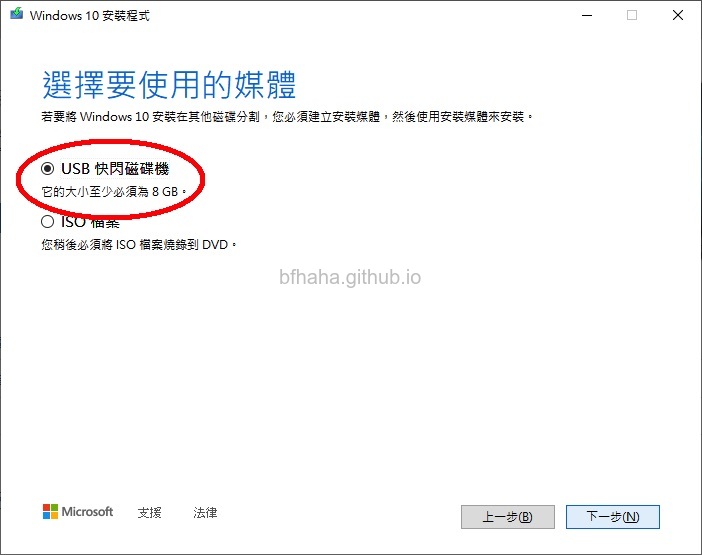 Windows 10 安裝程式
選擇要使用的媒體
若要將 Windows 10 安裝在其他磁碟分割，您必須建立安裝媒體，然後使用安裝媒體來安裝。
USB 快閃磁碟機
它的大小至少必須為 8 GB。
ISO 檔案
您稍後必須將 ISO 檔案燒錄到 DVD。
bfhaha.github.io
Microsoft 支援 法律 上一步(B) 下一步(N)